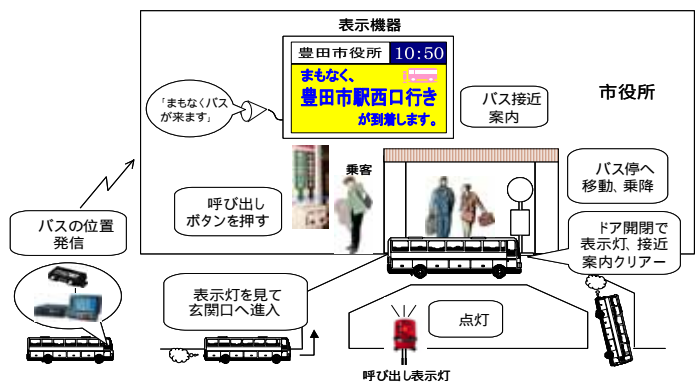 表示機器
豊田市役所 10:50
まもなく、
豊田市駅西口行き
が到着します。
「まもなくバス
が来ます」
バス接近
案内
市役所
呼び出し
ボタンを押す
乗客
バス停へ
移動、乗降
バスの位置
発信
ドア開閉で
表示灯、接近
案内クリアー
表示灯を見て
玄関口へ進入
点灯
呼び出し表示灯